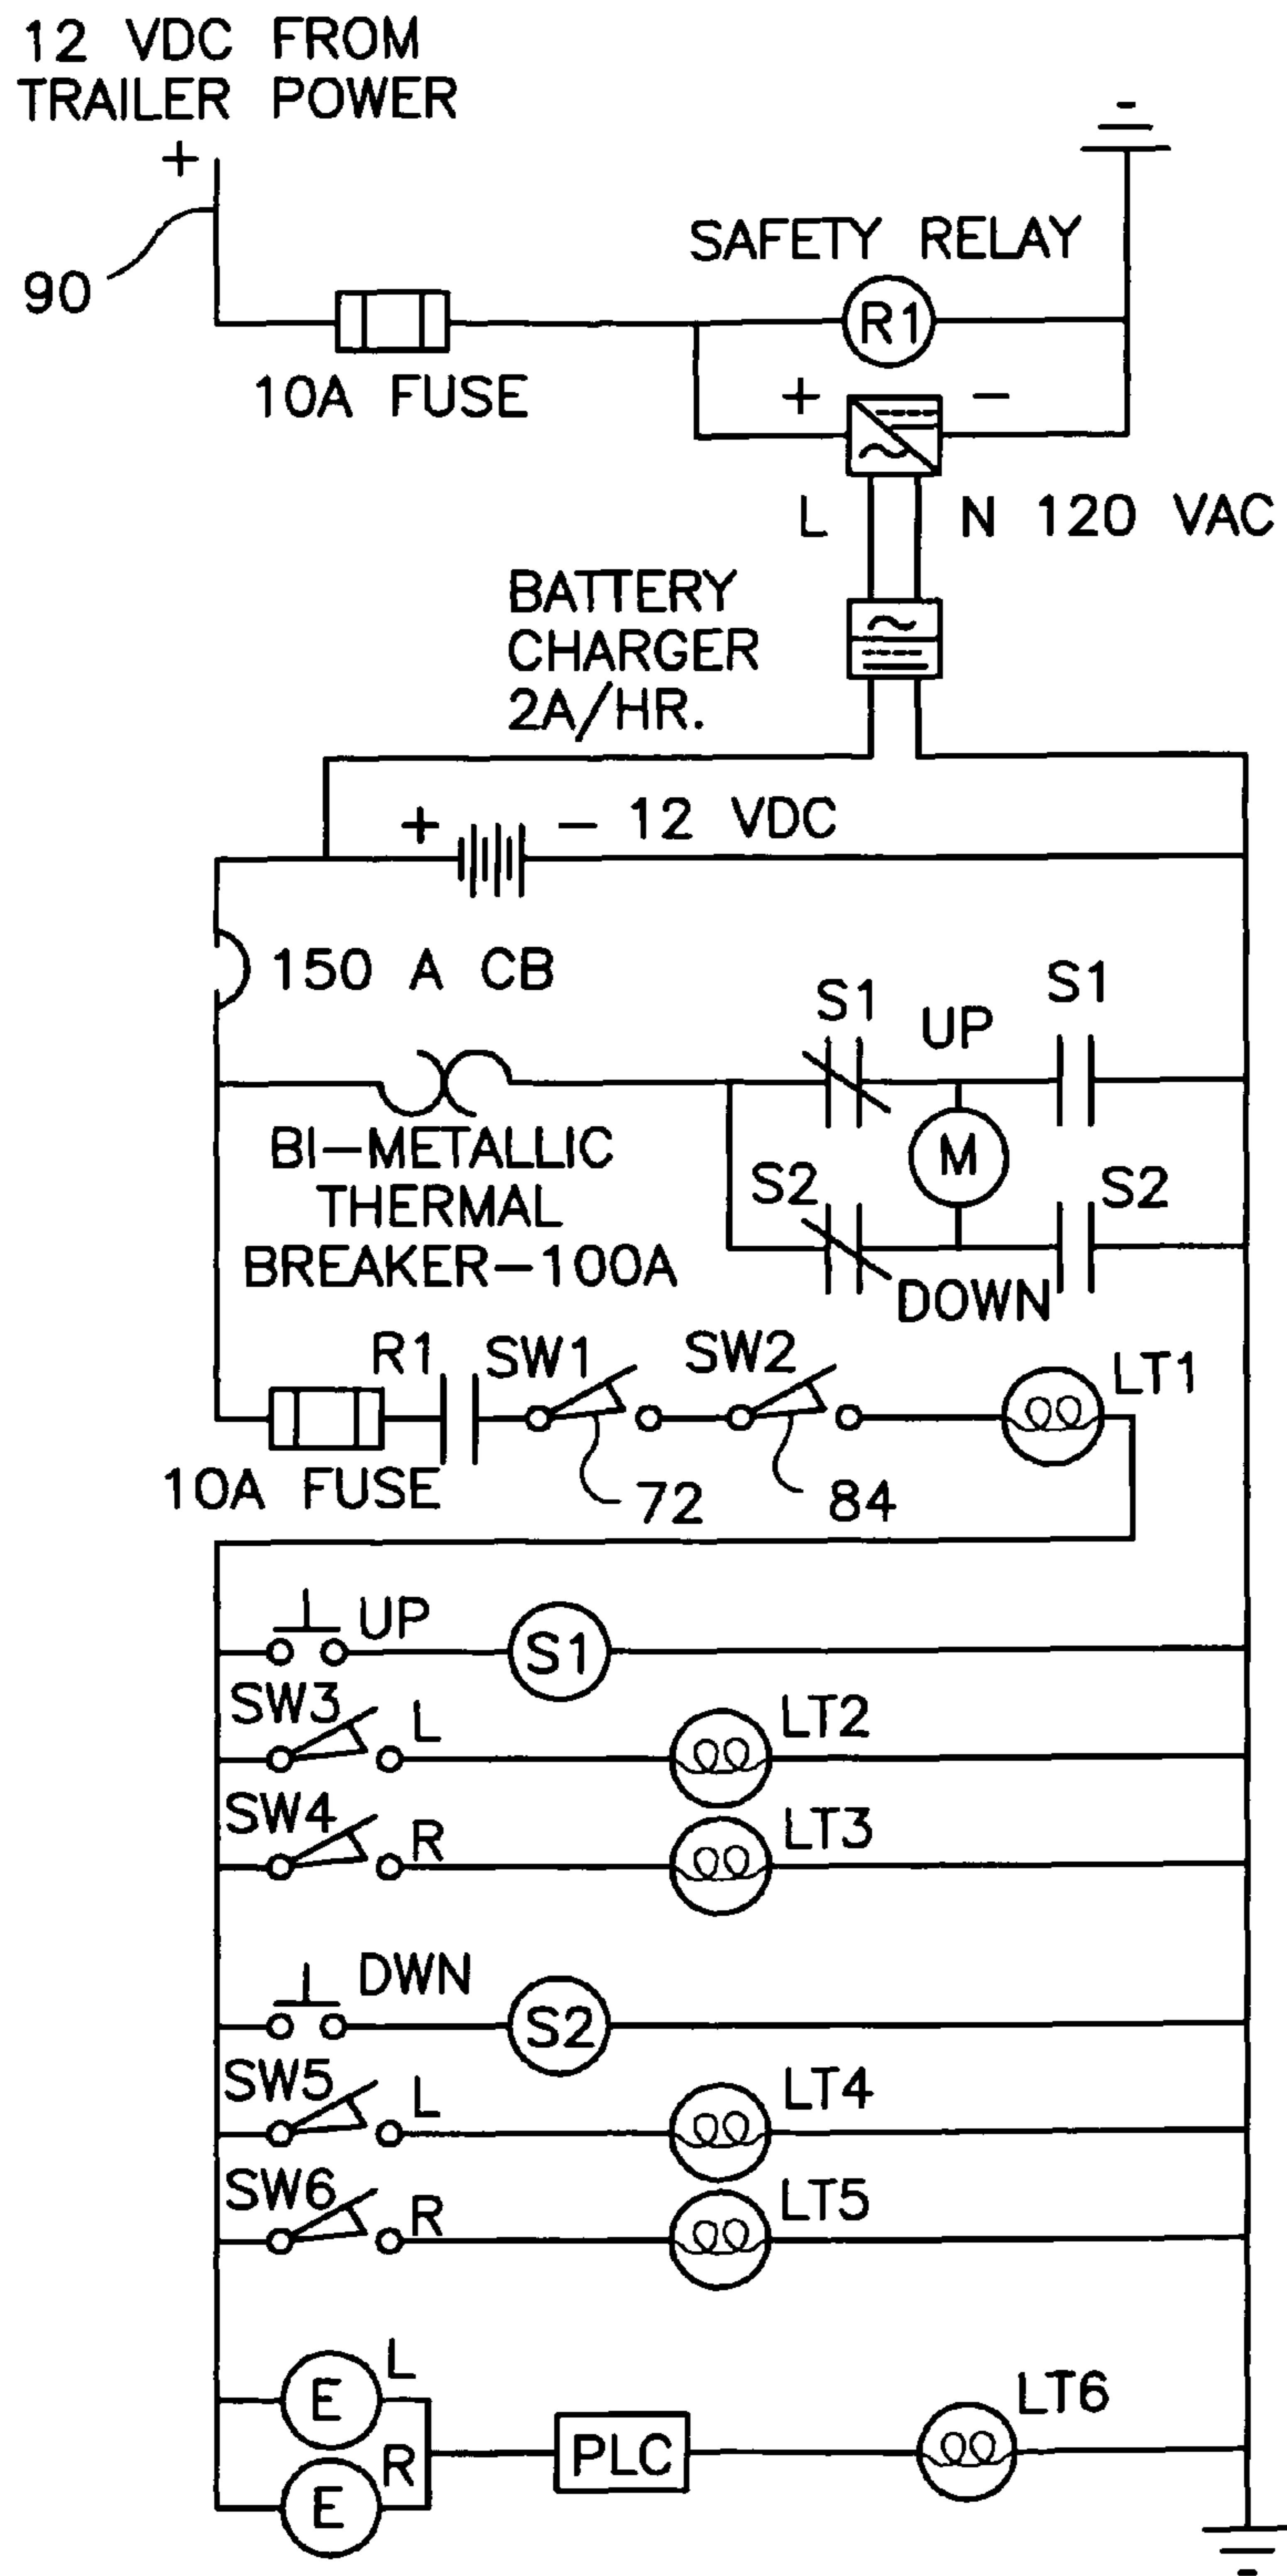 12 VDC FROM
TRAILER POWER
+
-
90
SAFETY RELAY
R1
10A FUSE
+ -
L N 120 VAC
BATTERY
CHARGER
2A/HR.
+ - 12 VDC
150 A CB
S1 UP S1
BI-METALLIC
THERMAL
BREAKER-100A
M
S2 S2
DOWN
R1 SW1 SW2 LT1
10A FUSE 72 84
UP S1
SW3 L LT2
SW4 R LT3
DWN S2
SW5 L LT4
SW6 R LT5
E L
E R
PLC LT6